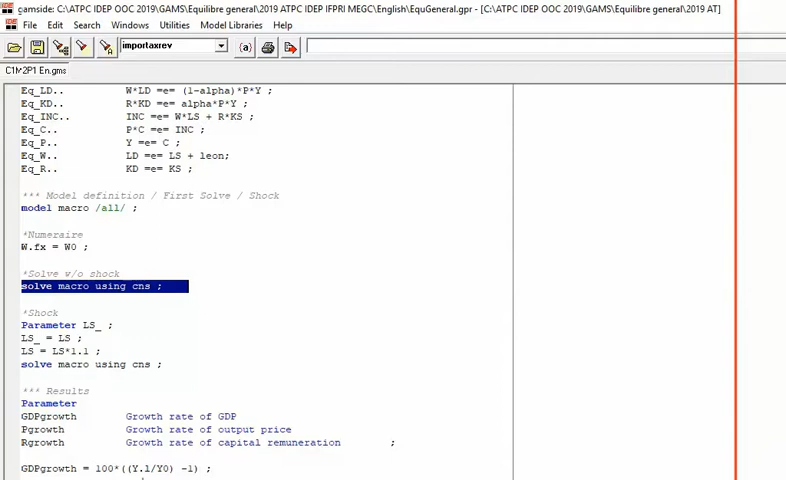 gamside: C:\ATPC IDEP OOC 2019\GAMS\Equilibre general\2019 ATPC IDEP IFPRI MEGC\English\EquGeneral.gpr - [C:\ATPC IDEP OOC 2019\GAMS\Equilibre general\2019 AT]
IDE File Edit Search Windows Utilities Model Libraries Help
importaxrev {a}
C1M2P1 En.gms
Eq_LD.. W*LD =e= (1-alpha)*P*Y ;
Eq_KD.. R*KD =e= alpha*P*Y ;
Eq_INC.. INC =e= W*LS + R*KS ;
Eq_C.. P*C =e= INC ;
Eq_P.. Y =e= C ;
Eq_W.. LD =e= LS + leon;
Eq_R.. KD =e= KS ;
*** Model definition / First Solve / Shock
model macro /all/ ;
*Numeraire
W.fx = W0 ;
*Solve w/o shock
solve macro using cns ;
*Shock
Parameter LS_ ;
LS_ = LS ;
LS = LS*1.1 ;
solve macro using cns ;
*** Results
Parameter
GDPgrowth Growth rate of GDP
Pgrowth Growth rate of output price
Rgrowth Growth rate of capital remuneration ;
GDPgrowth = 100*((Y.l/Y0) -1) ;